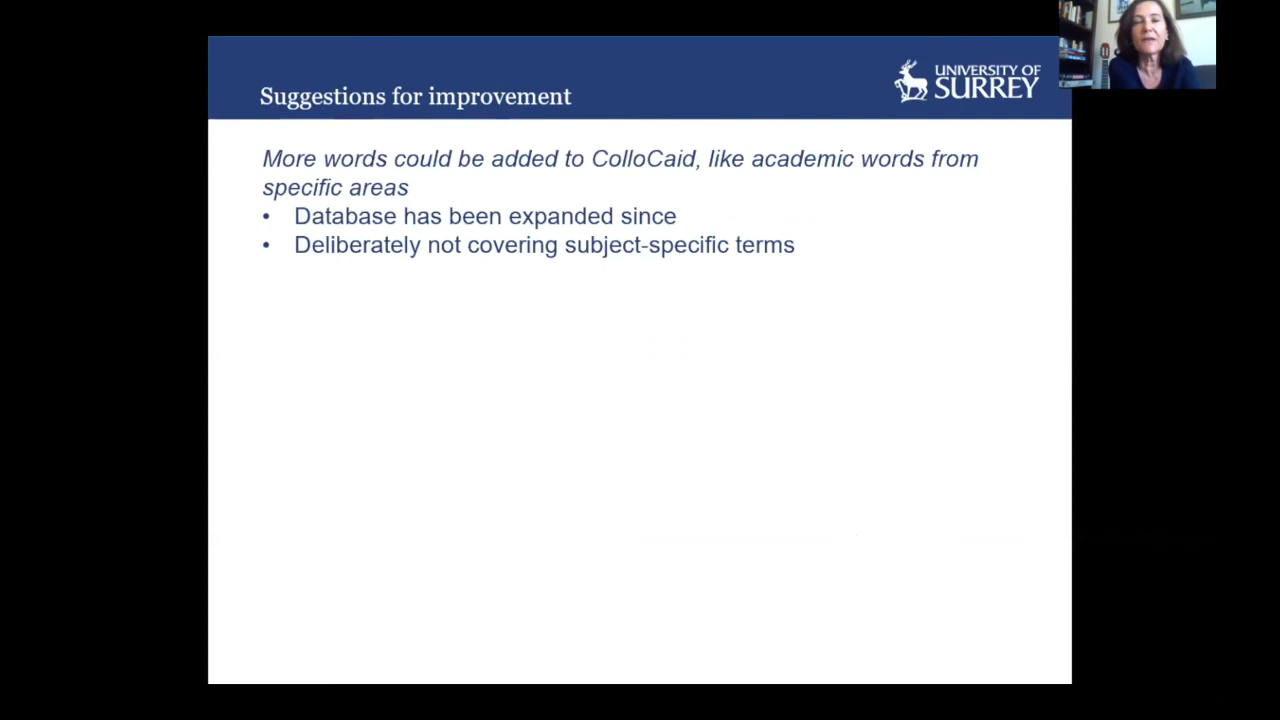 Suggestions for improvement
UNIVERSITY OF
SURREY
More words could be added to ColloCaid, like academic words from
specific areas
• Database has been expanded since
• Deliberately not covering subject-specific terms